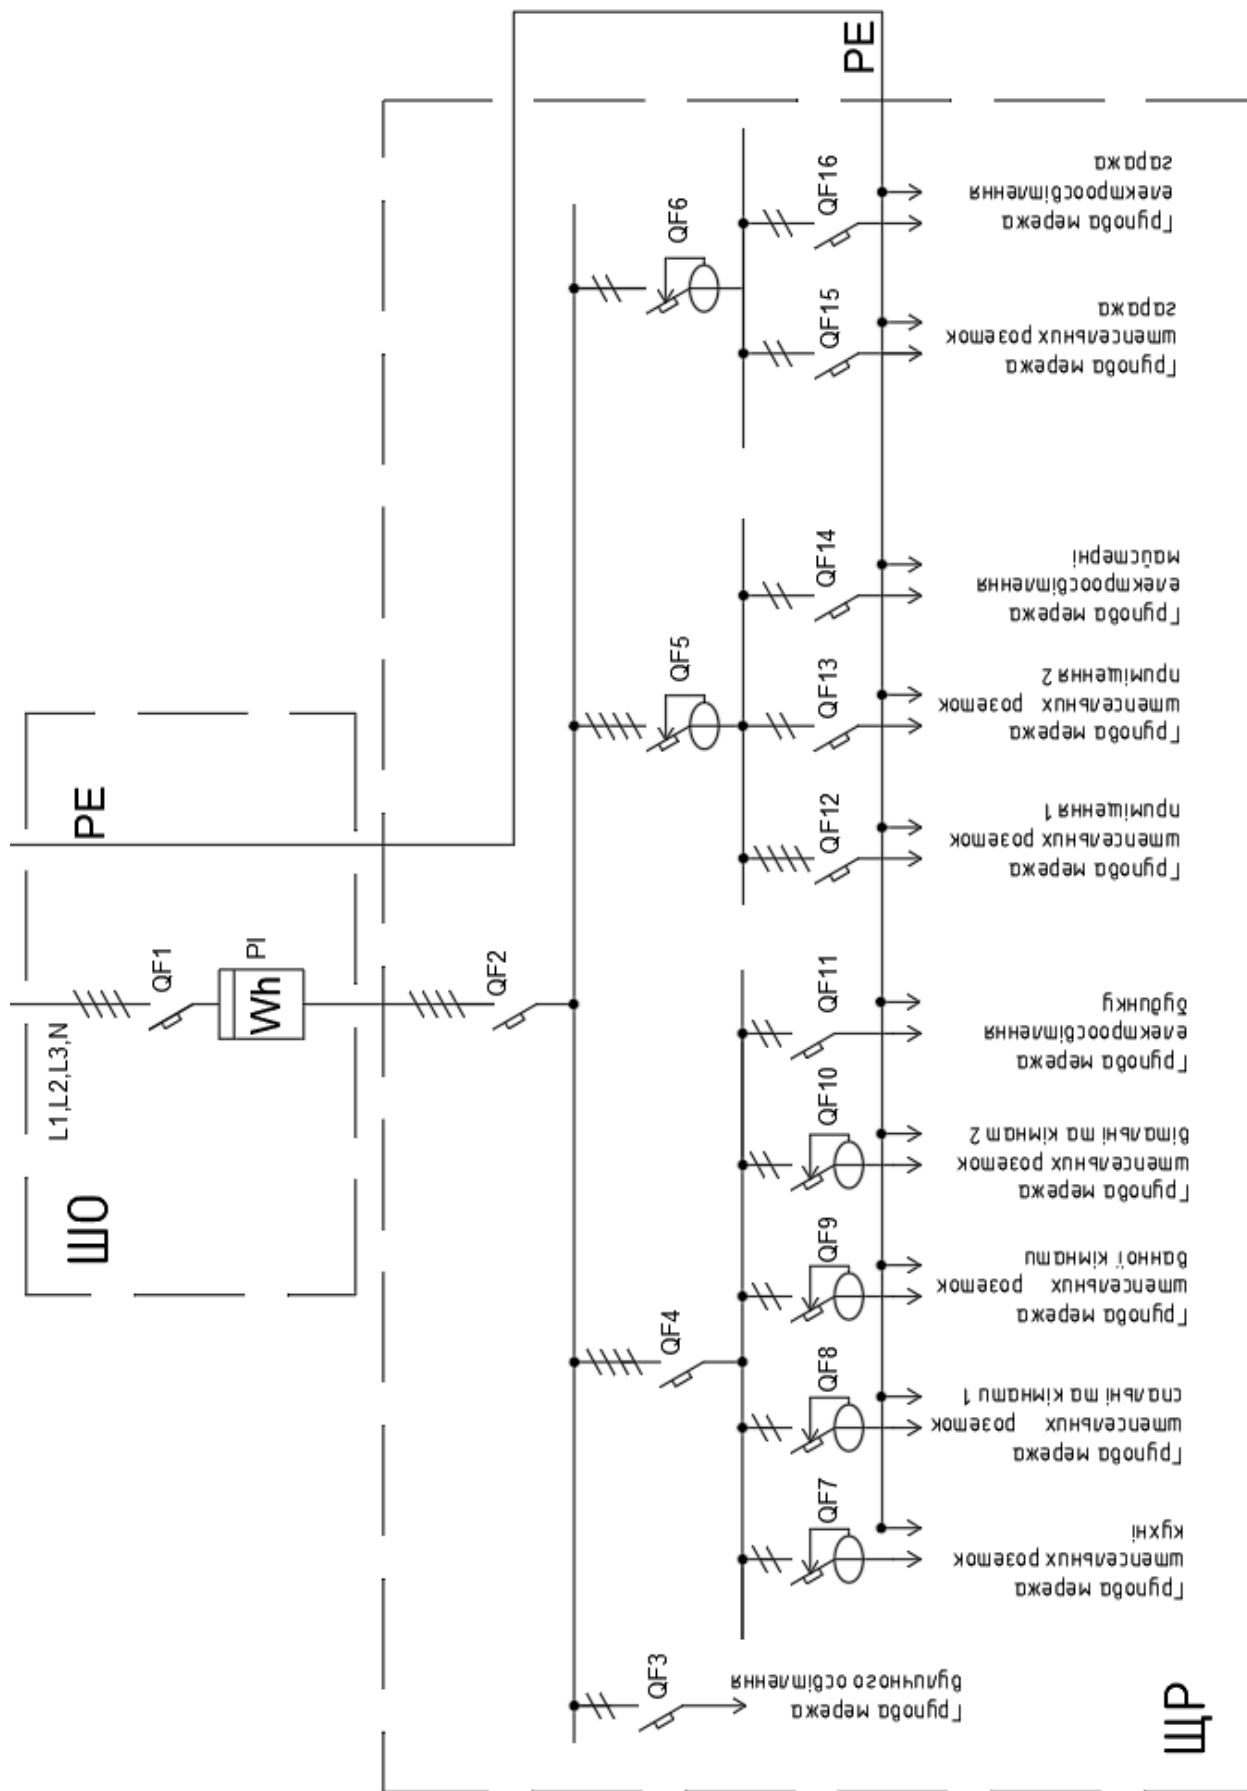 PE
PE
L1,L2,L3,N
QF1
PI
Wh
ШО
QF2
QF3
QF4
QF5
QF6
QF7
QF8
QF9
QF10
QF11
QF12
QF13
QF14
QF15
QF16
Групова мережа
вуличного освітлення
Групова мережа
штепсельних розеток
кухні
Групова мережа
штепсельних розеток
спальні та кімнати 1
Групова мережа
штепсельних розеток
ванної кімнати
Групова мережа
штепсельних розеток
вітальні та кімнат 2
Групова мережа
електроосвітлення
будинку
Групова мережа
штепсельних розеток
приміщення 1
Групова мережа
штепсельних розеток
приміщення 2
Групова мережа
електроосвітлення
майстерні
Групова мережа
штепсельних розеток
гаража
Групова мережа
електроосвітлення
гаража
ЩР